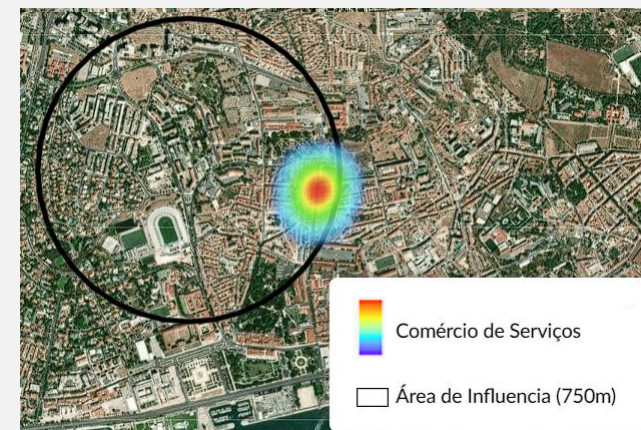 Comércio de Serviços
Área de Influencia (750m)